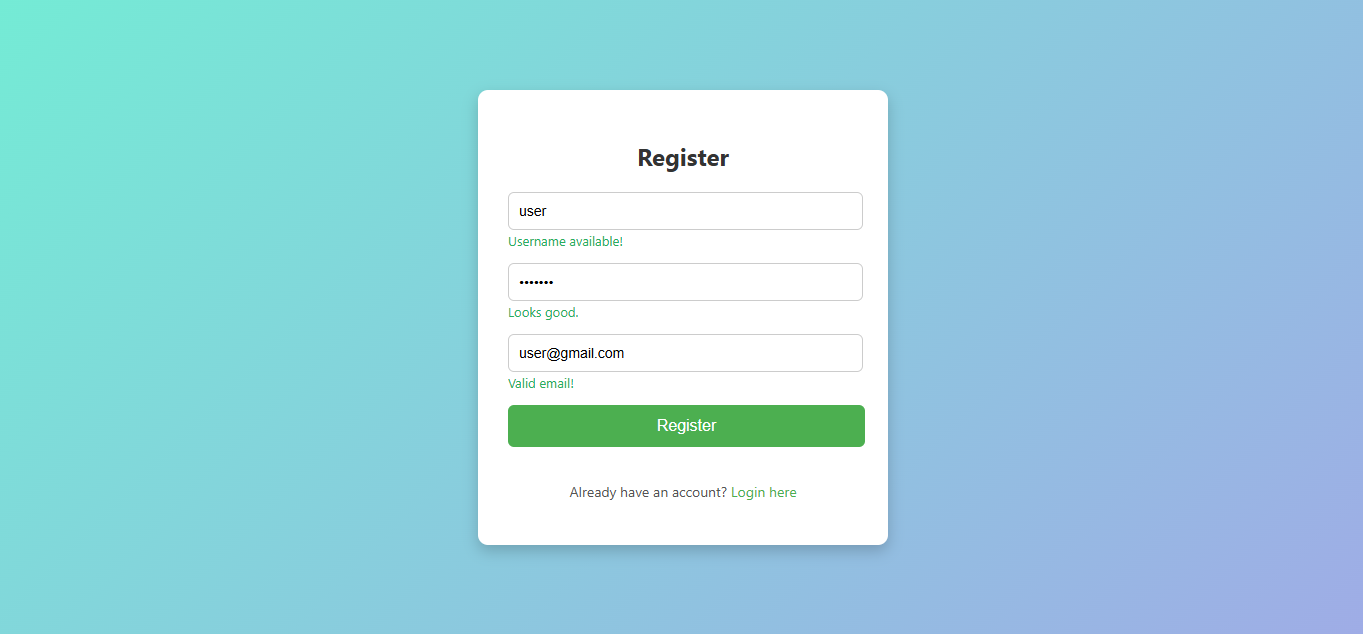 Register
user
Username available!
•••••••
Looks good.
user@gmail.com
Valid email!
Register
Already have an account? Login here